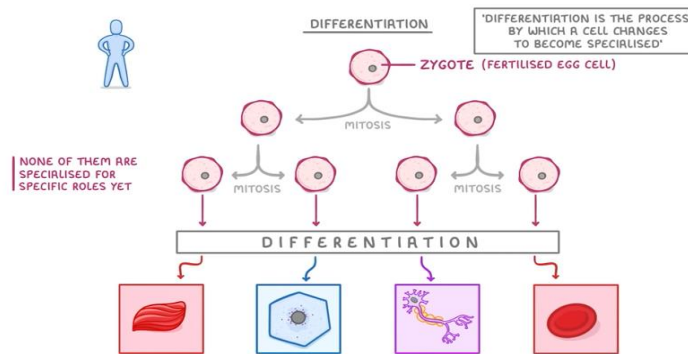 DIFFERENTIATION
'DIFFERENTIATION IS THE PROCESS
BY WHICH A CELL CHANGES
TO BECOME SPECIALISED'
ZYGOTE (FERTILISED EGG CELL)
MITOSIS
NONE OF THEM ARE
SPECIALISED FOR
SPECIFIC ROLES YET
MITOSIS
MITOSIS
DIFFERENTIATION